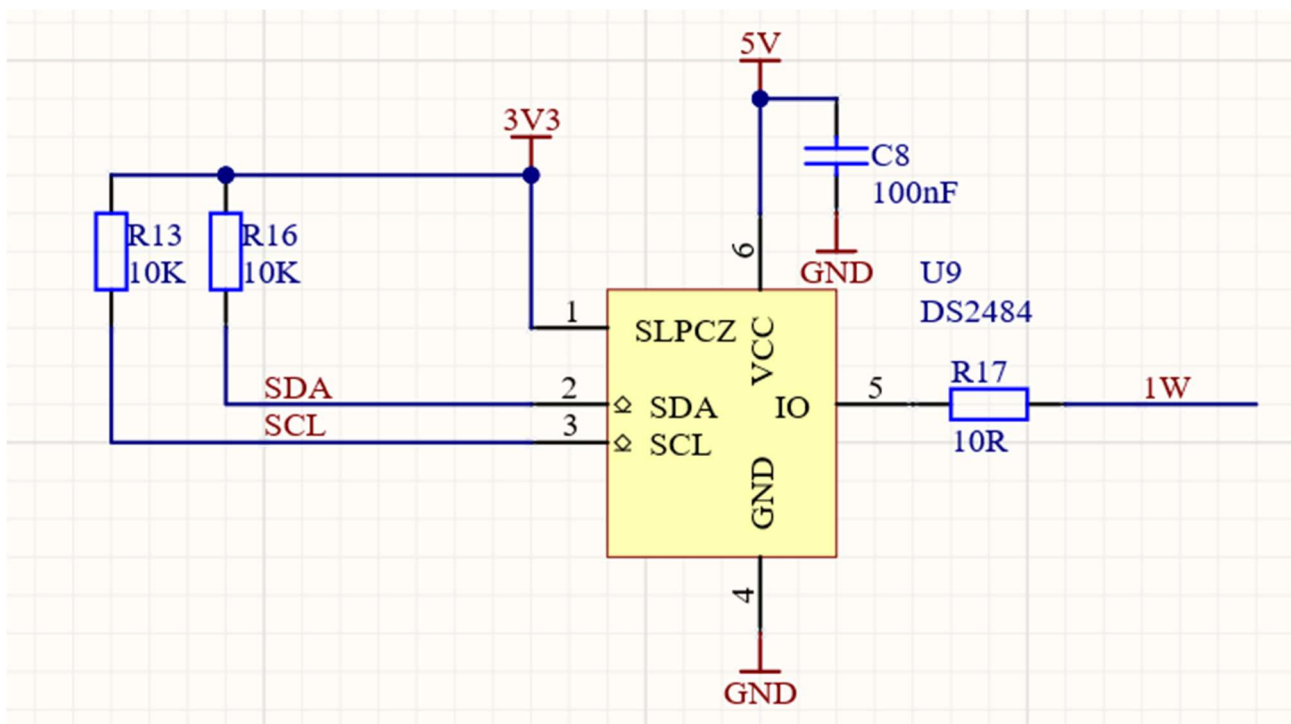 5V
3V3
C8
100nF
R13
10K
R16
10K
6
GND
U9
DS2484
1
SLPCZ
VCC
R17
SDA
2
SDA
IO
5
1W
SCL
3
SCL
10R
GND
4
GND